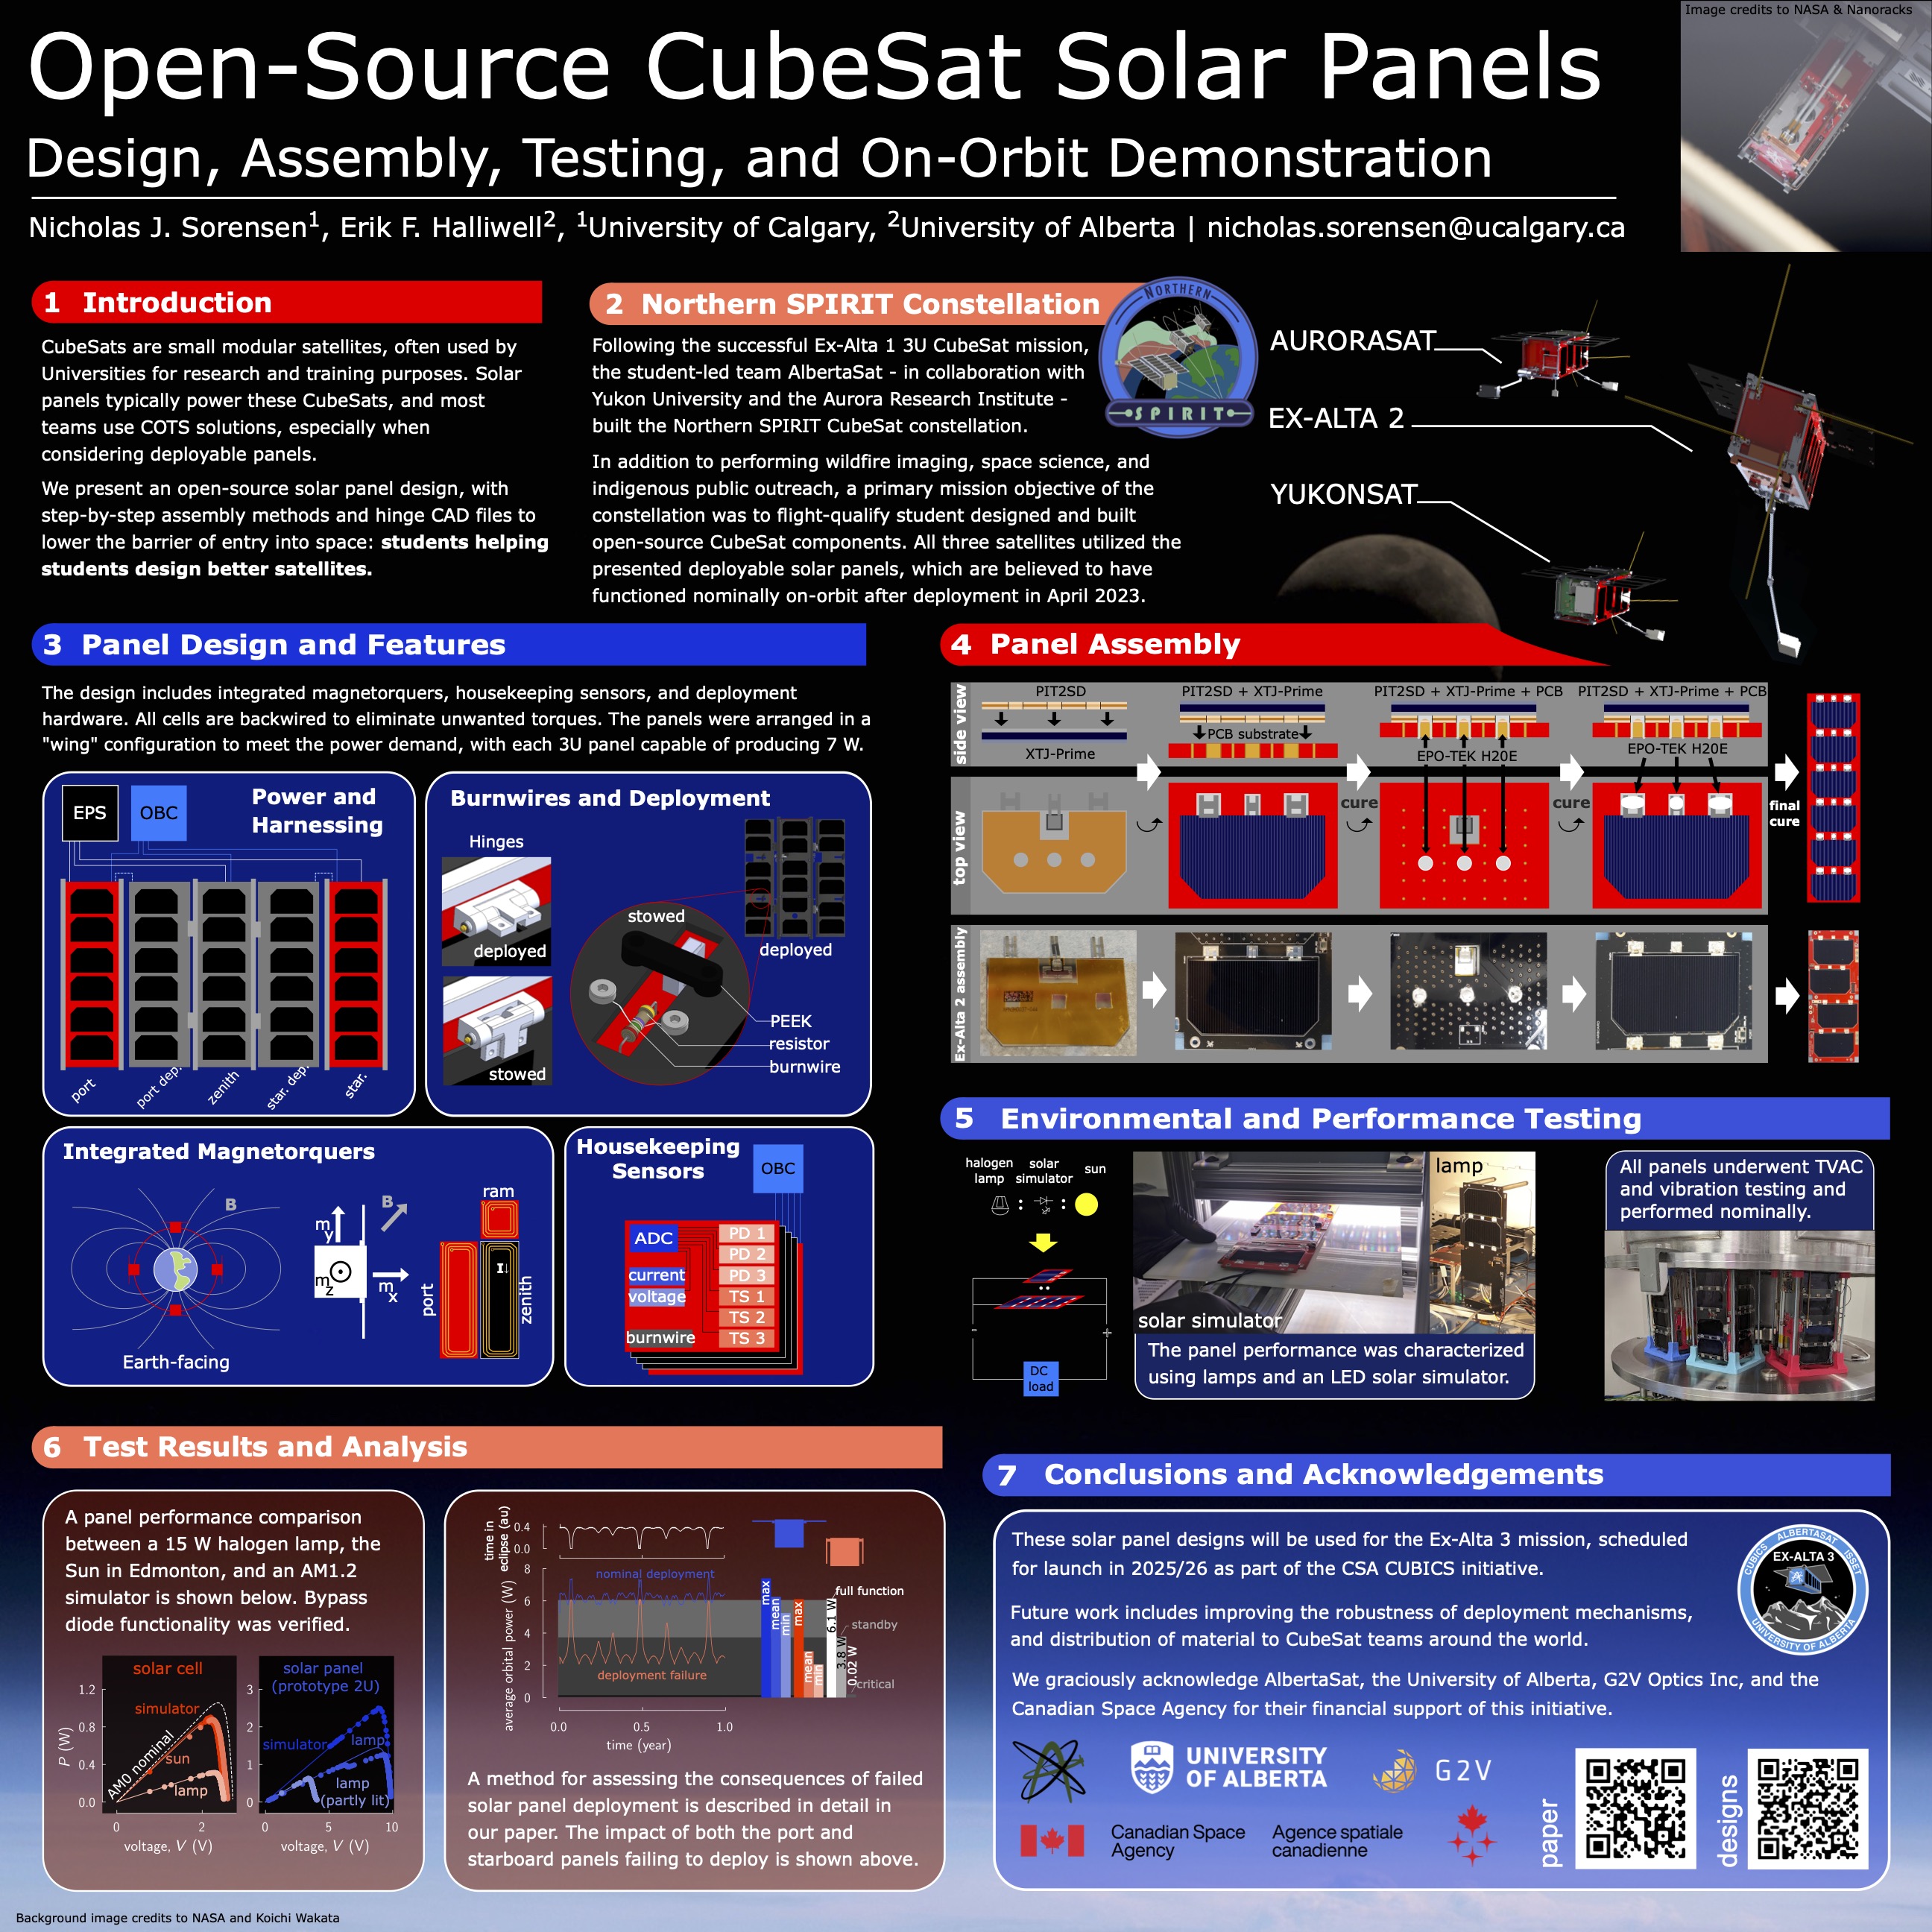 Image credits to NASA & Nanoracks
Open-Source CubeSat Solar Panels
Design, Assembly, Testing, and On-Orbit Demonstration
Nicholas J. Sorensen1, Erik F. Halliwell2, 1University of Calgary, 2University of Alberta | nicholas.sorensen@ucalgary.ca
1 Introduction
CubeSats are small modular satellites, often used by
Universities for research and training purposes. Solar
panels typically power these CubeSats, and most
teams use COTS solutions, especially when
considering deployable panels.
We present an open-source solar panel design, with
step-by-step assembly methods and hinge CAD files to
lower the barrier of entry into space: students helping
students design better satellites.
2 Northern SPIRIT Constellation
Following the successful Ex-Alta 1 3U CubeSat mission,
the student-led team AlbertaSat - in collaboration with
Yukon University and the Aurora Research Institute -
built the Northern SPIRIT CubeSat constellation.
In addition to performing wildfire imaging, space science, and
indigenous public outreach, a primary mission objective of the
constellation was to flight-qualify student designed and built
open-source CubeSat components. All three satellites utilized the
presented deployable solar panels, which are believed to have
functioned nominally on-orbit after deployment in April 2023.
NORTHERN
SPIRIT
AURORASAT
EX-ALTA 2
YUKONSAT
3 Panel Design and Features
The design includes integrated magnetorquers, housekeeping sensors, and deployment
hardware. All cells are backwired to eliminate unwanted torques. The panels were arranged in a
"wing" configuration to meet the power demand, with each 3U panel capable of producing 7 W.
EPS
OBC
Power and
Harnessing
port
port dep.
zenith
star. dep.
star.
Burnwires and Deployment
Hinges
deployed
stowed
stowed
deployed
PEEK
resistor
burnwire
Integrated Magnetorquers
B
Earth-facing
my
B
mz
mx
ram
port
I↓
zenith
Housekeeping
Sensors
OBC
ADC
current
voltage
burnwire
PD 1
PD 2
PD 3
TS 1
TS 2
TS 3
4 Panel Assembly
side view
PIT2SD
XTJ-Prime
PIT2SD + XTJ-Prime
PCB substrate
PIT2SD + XTJ-Prime + PCB
EPO-TEK H20E
PIT2SD + XTJ-Prime + PCB
EPO-TEK H20E
top view
cure
cure
final
cure
Ex-Alta 2 assembly
5 Environmental and Performance Testing
halogen
lamp
solar
simulator
sun
: :
-
+
DC
load
solar simulator
lamp
The panel performance was characterized
using lamps and an LED solar simulator.
All panels underwent TVAC
and vibration testing and
performed nominally.
6 Test Results and Analysis
A panel performance comparison
between a 15 W halogen lamp, the
Sun in Edmonton, and an AM1.2
simulator is shown below. Bypass
diode functionality was verified.
solar cell
P (W)
1.2
0.8
0.4
0.0
simulator
AM0 nominal
sun
lamp
0 2
voltage, V (V)
solar panel
(prototype 2U)
3
2
1
0
simulator
lamp
lamp
(partly lit)
0 5 10
voltage, V (V)
time in
eclipse (au)
0.4
0.0
average orbital power (W)
8
6
4
2
0
nominal deployment
deployment failure
0.0 0.5 1.0
time (year)
max
mean
min
max
mean
min
6.1 W
3.8 W
0.02 W
full function
standby
critical
A method for assessing the consequences of failed
solar panel deployment is described in detail in
our paper. The impact of both the port and
starboard panels failing to deploy is shown above.
7 Conclusions and Acknowledgements
These solar panel designs will be used for the Ex-Alta 3 mission, scheduled
for launch in 2025/26 as part of the CSA CUBICS initiative.
Future work includes improving the robustness of deployment mechanisms,
and distribution of material to CubeSat teams around the world.
We graciously acknowledge AlbertaSat, the University of Alberta, G2V Optics Inc, and the
Canadian Space Agency for their financial support of this initiative.
CUBICS ALBERTASAT ISSET
EX-ALTA 3
UNIVERSITY OF ALBERTA
UNIVERSITY
OF ALBERTA
G2V
Canadian Space
Agency
Agence spatiale
canadienne
paper
designs
Background image credits to NASA and Koichi Wakata